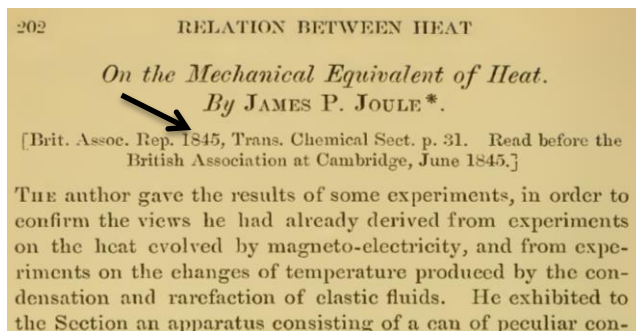 202 RELATION BETWEEN HEAT
On the Mechanical Equivalent of Heat.
By JAMES P. JOULE*.
[Brit. Assoc. Rep. 1845, Trans. Chemical Sect. p. 31. Read before the
British Association at Cambridge, June 1845.]
THE author gave the results of some experiments, in order to
confirm the views he had already derived from experiments
on the heat evolved by magneto-electricity, and from expe-
riments on the changes of temperature produced by the con-
densation and rarefaction of elastic fluids. He exhibited to
the Section an apparatus consisting of a can of peculiar con-